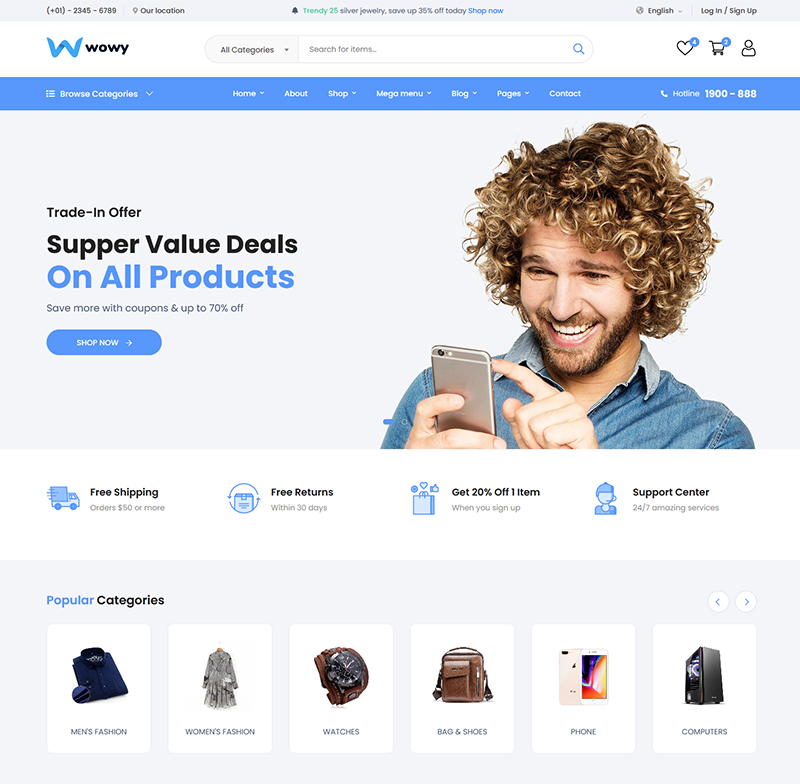 (+01) - 2345 - 6789
Our location
Trendy 25 silver jewelry, save up 35% off today Shop now
English
Log In / Sign Up
wowy
All Categories
Search for items...
4
2
Browse Categories
Home
About
Shop
Mega menu
Blog
Pages
Contact
Hotline 1900 - 888
Trade-In Offer
Supper Value Deals
On All Products
Save more with coupons & up to 70% off
SHOP NOW
Free Shipping
Orders $50 or more
Free Returns
Within 30 days
Get 20% Off 1 Item
When you sign up
Support Center
24/7 amazing services
Popular Categories
MEN'S FASHION
WOMEN'S FASHION
WATCHES
BAG & SHOES
PHONE
COMPUTERS